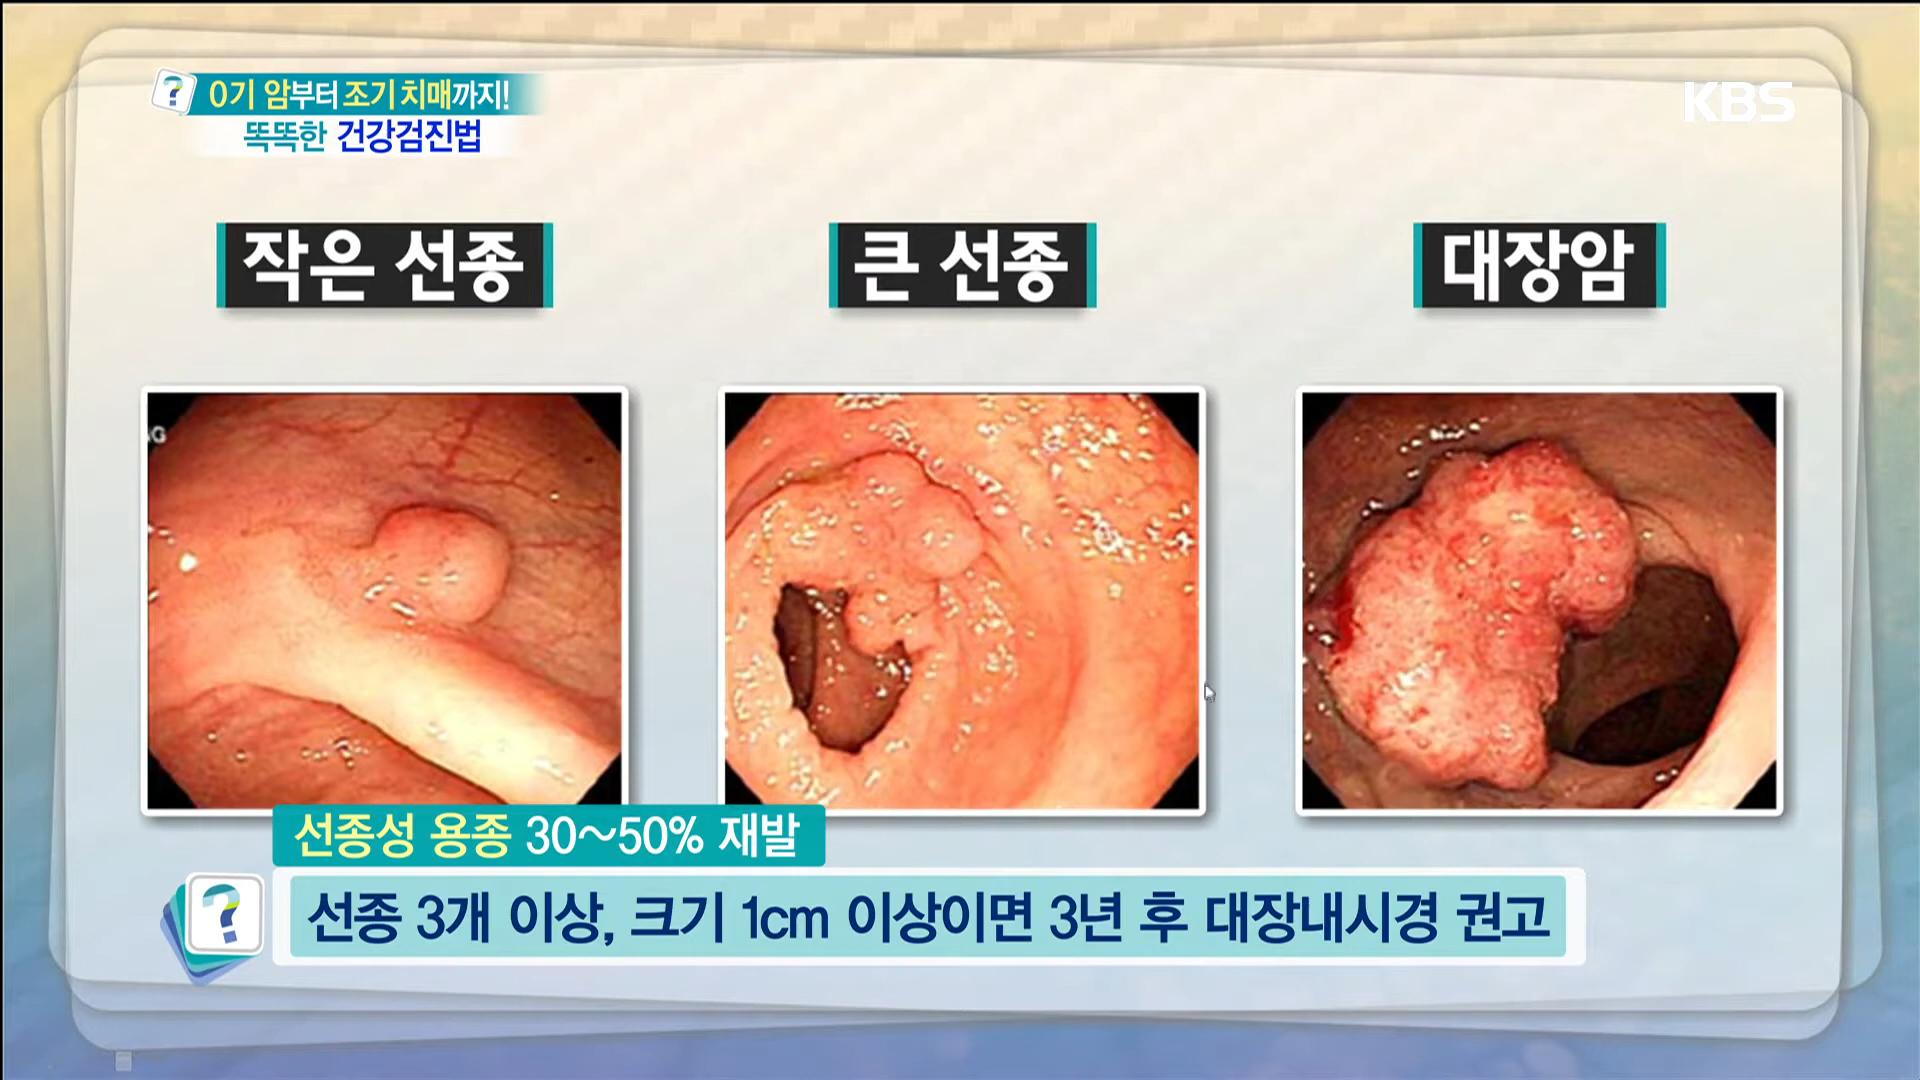 0기 암부터 조기 치매까지!
똑똑한 건강검진법
KBS
작은 선종
큰 선종
대장암
선종성 용종 30~50% 재발
선종 3개 이상, 크기 1cm 이상이면 3년 후 대장내시경 권고